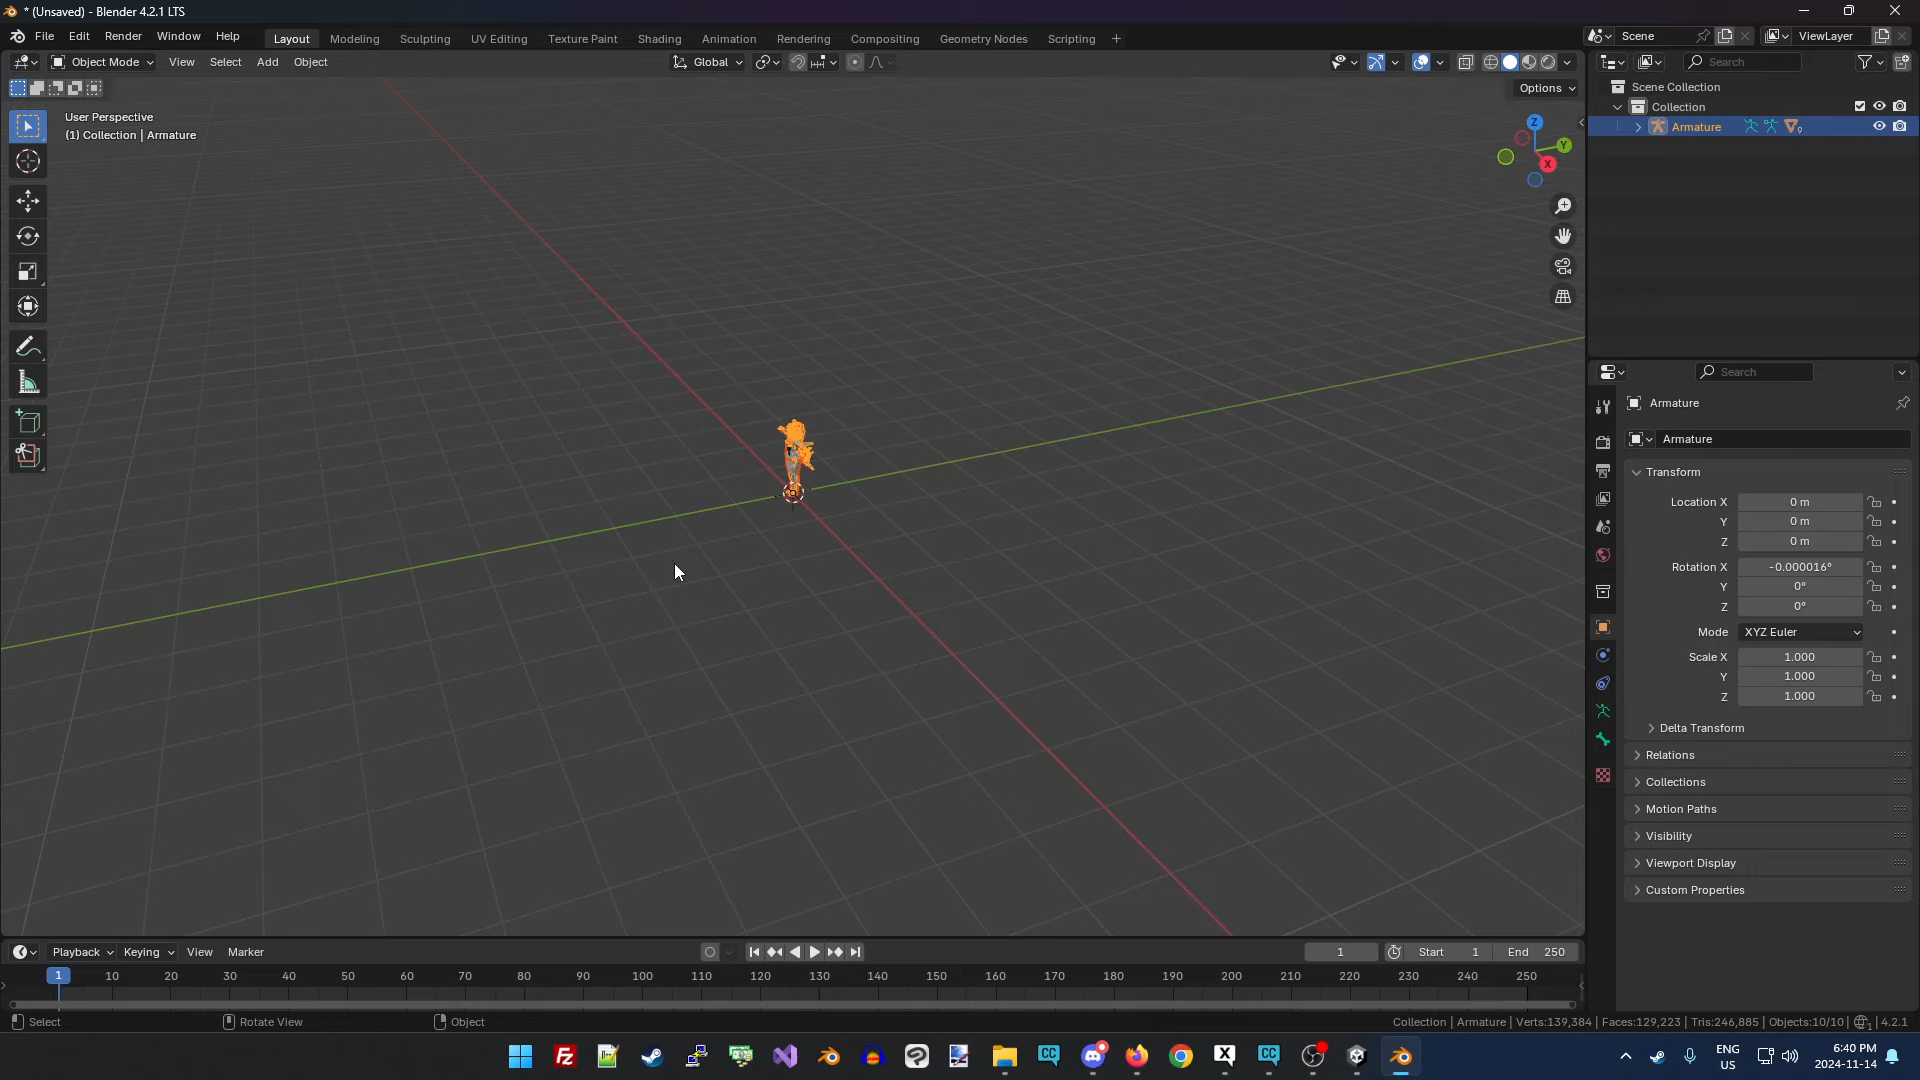 * (Unsaved) - Blender 4.2.1 LTS
File Edit Render Window Help
Layout Modeling Sculpting UV Editing Texture Paint Shading Animation Rendering Compositing Geometry Nodes Scripting +
Scene ViewLayer
Object Mode View Select Add Object
Global
Search
Options
User Perspective
(1) Collection | Armature
Z
Y
X
Scene Collection
Collection
Armature 9
Search
Armature
Armature
Transform
Location X 0 m
Y 0 m
Z 0 m
Rotation X -0.000016°
Y 0°
Z 0°
Mode XYZ Euler
Scale X 1.000
Y 1.000
Z 1.000
Delta Transform
Relations
Collections
Motion Paths
Visibility
Viewport Display
Custom Properties
Playback Keying View Marker
1 Start 1 End 250
1 10 20 30 40 50 60 70 80 90 100 110 120 130 140 150 160 170 180 190 200 210 220 230 240 250
Select Rotate View Object
Collection | Armature | Verts:139,384 | Faces:129,223 | Tris:246,885 | Objects:10/10 | 4.2.1
CC
CC
ENG
US
6:40 PM
2024-11-14